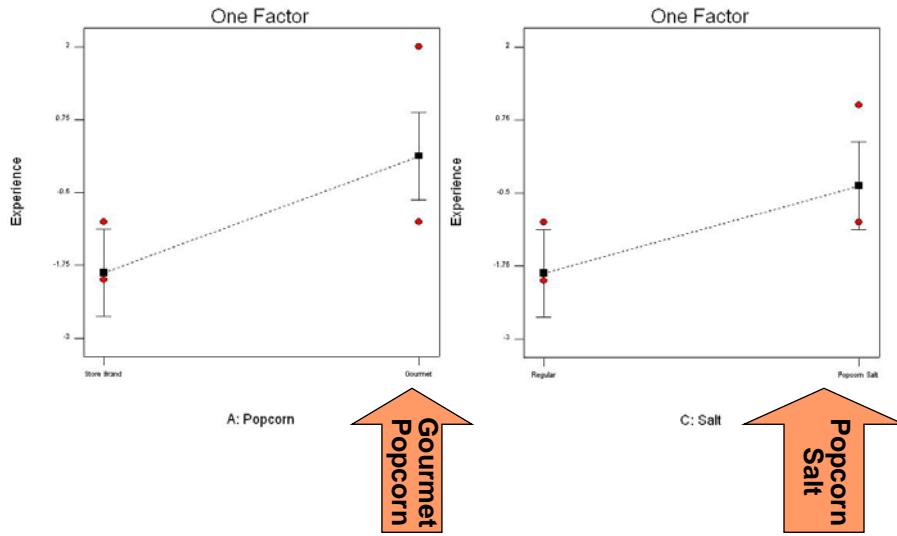 One Factor
2
0.75
-0.5
-1.75
-3
Experience
Store Brand
Gourmet
A: Popcorn
Gourmet
Popcorn
One Factor
2
0.75
-0.5
-1.75
-3
Experience
Regular
Popcorn Salt
C: Salt
Popcorn
Salt